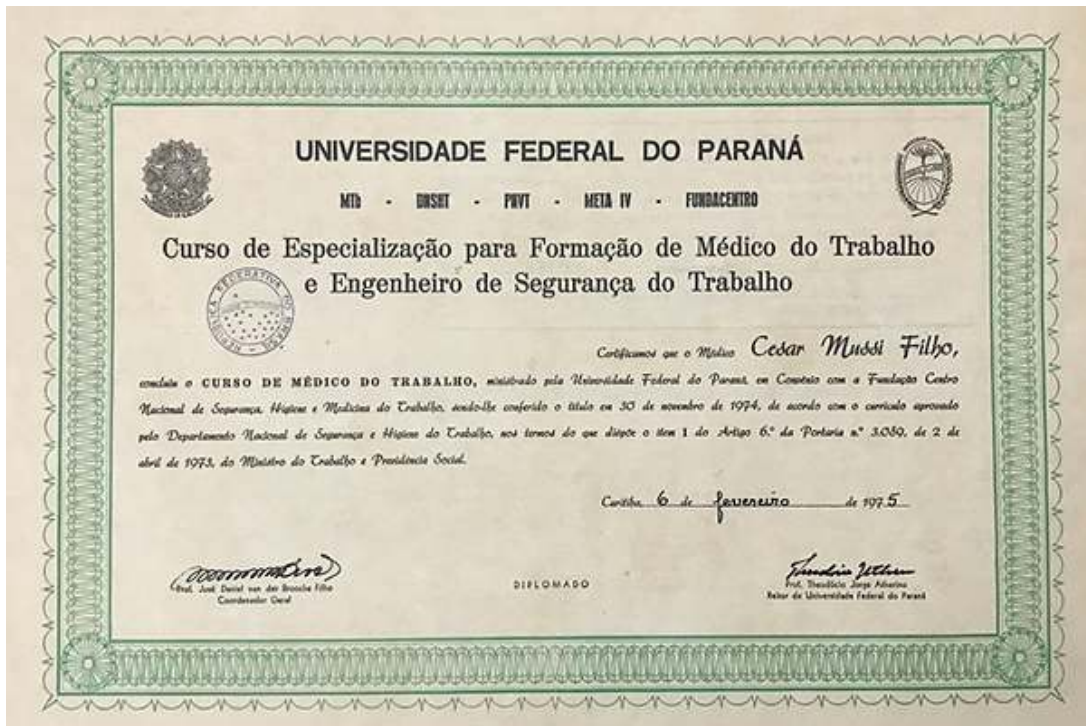 UNIVERSIDADE FEDERAL DO PARANÁ
MTb - DNSHT - PNVT - META IV - FUNDACENTRO
Curso de Especialização para Formação de Médico do Trabalho
e Engenheiro de Segurança do Trabalho
REPÚBLICA FEDERATIVA DO BRASIL
Certificamos que o Médico Cesar Mussi Filho,
concluiu o CURSO DE MÉDICO DO TRABALHO, ministrado pela Universidade Federal do Paraná, em Convênio com a Fundação Centro
Nacional de Segurança, Higiene e Medicina do Trabalho, sendo-lhe conferido o título em 30 de novembro de 1974, de acordo com o currículo aprovado
pelo Departamento Nacional de Segurança e Higiene do Trabalho, nos termos do que dispõe o item 1 do Artigo 6.º da Portaria n.º 3.089, de 2 de
abril de 1973, do Ministro do Trabalho e Previdência Social.
Curitiba, 6 de fevereiro de 1975
Prof. José Daniel van der Broocke Filho
Coordenador Geral
DIPLOMADO
Prof. Theodócio Jorge Atherino
Reitor da Universidade Federal do Paraná